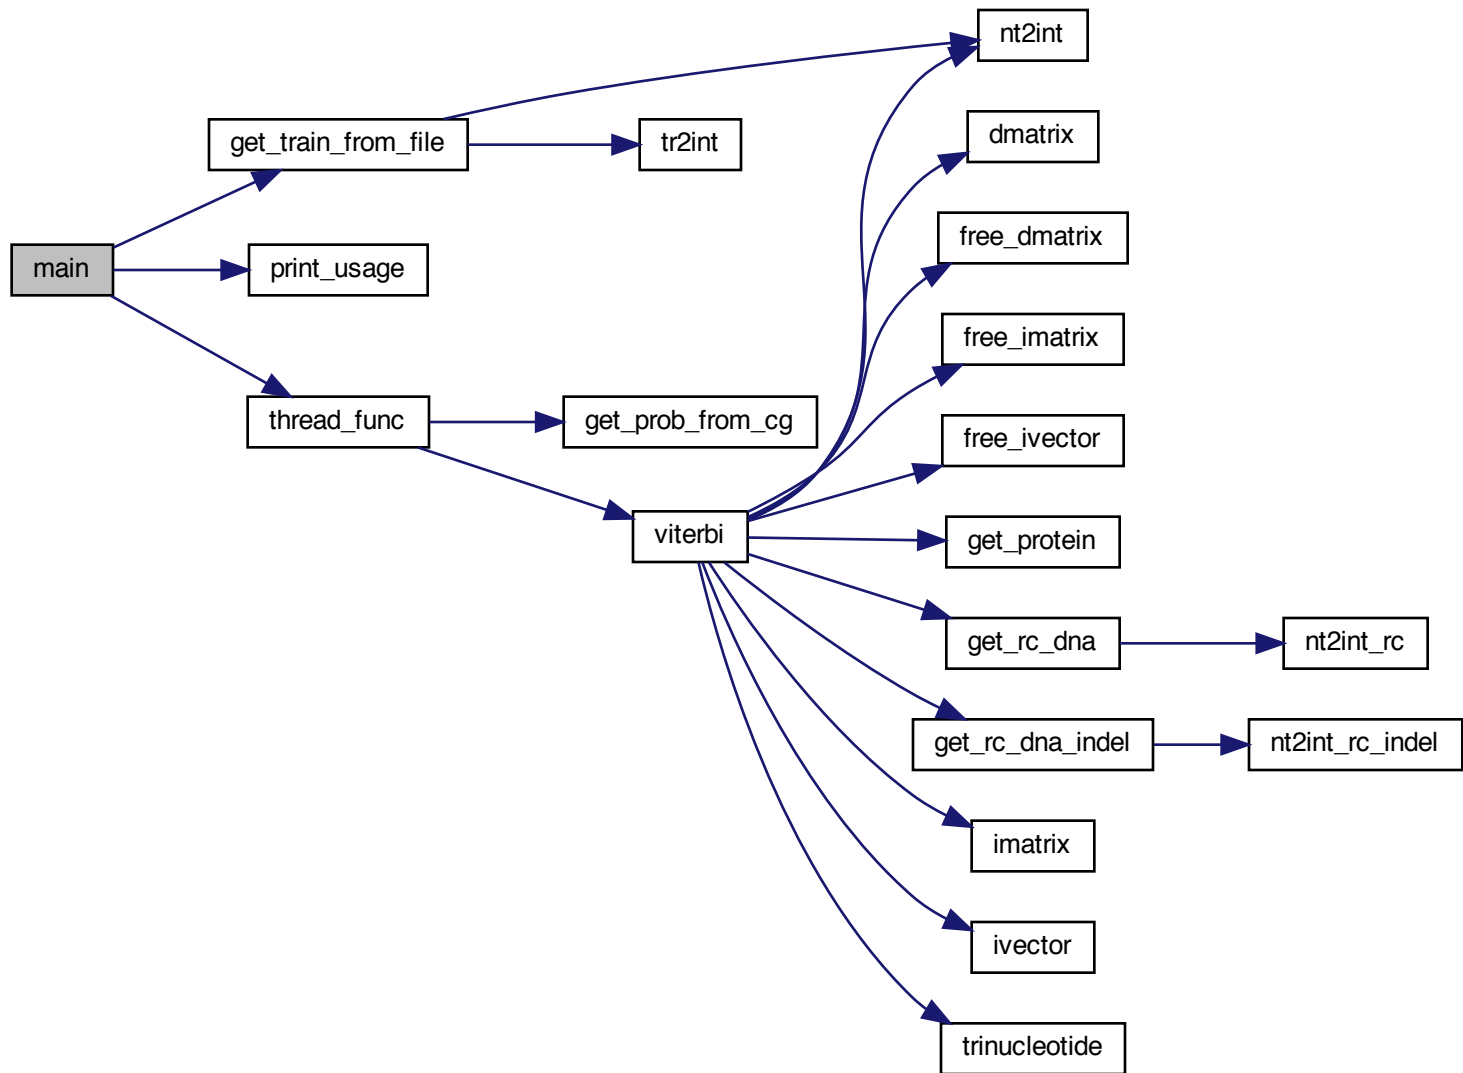 nt2int
dmatrix
get_train_from_file
tr2int
free_dmatrix
main
print_usage
free_imatrix
thread_func
get_prob_from_cg
free_ivector
viterbi
get_protein
get_rc_dna
nt2int_rc
get_rc_dna_indel
nt2int_rc_indel
imatrix
ivector
trinucleotide